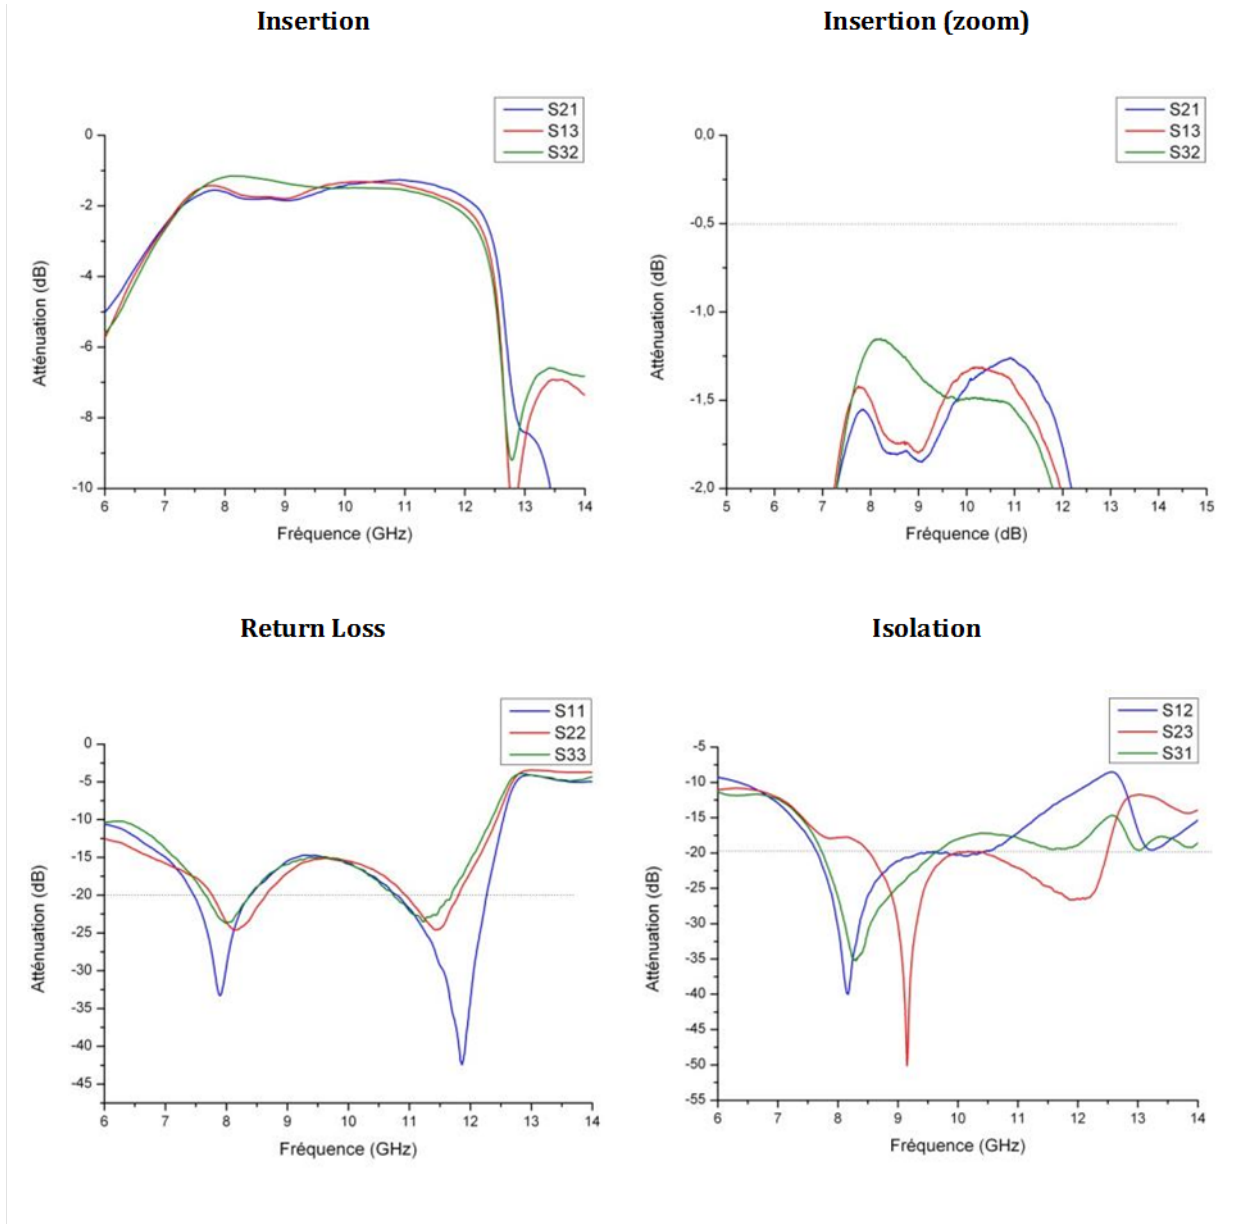 Insertion
S21
S13
S32
0
-2
-4
-6
-8
-10
Atténuation (dB)
6 7 8 9 10 11 12 13 14
Fréquence (GHz)
Insertion (zoom)
S21
S13
S32
0,0
-0,5
-1,0
-1,5
-2,0
Atténuation (dB)
5 6 7 8 9 10 11 12 13 14 15
Fréquence (dB)
Return Loss
S11
S22
S33
0
-5
-10
-15
-20
-25
-30
-35
-40
-45
Atténuation (dB)
6 7 8 9 10 11 12 13 14
Fréquence (GHz)
Isolation
S12
S23
S31
-5
-10
-15
-20
-25
-30
-35
-40
-45
-50
-55
Atténuation (dB)
6 7 8 9 10 11 12 13 14
Fréquence (GHz)